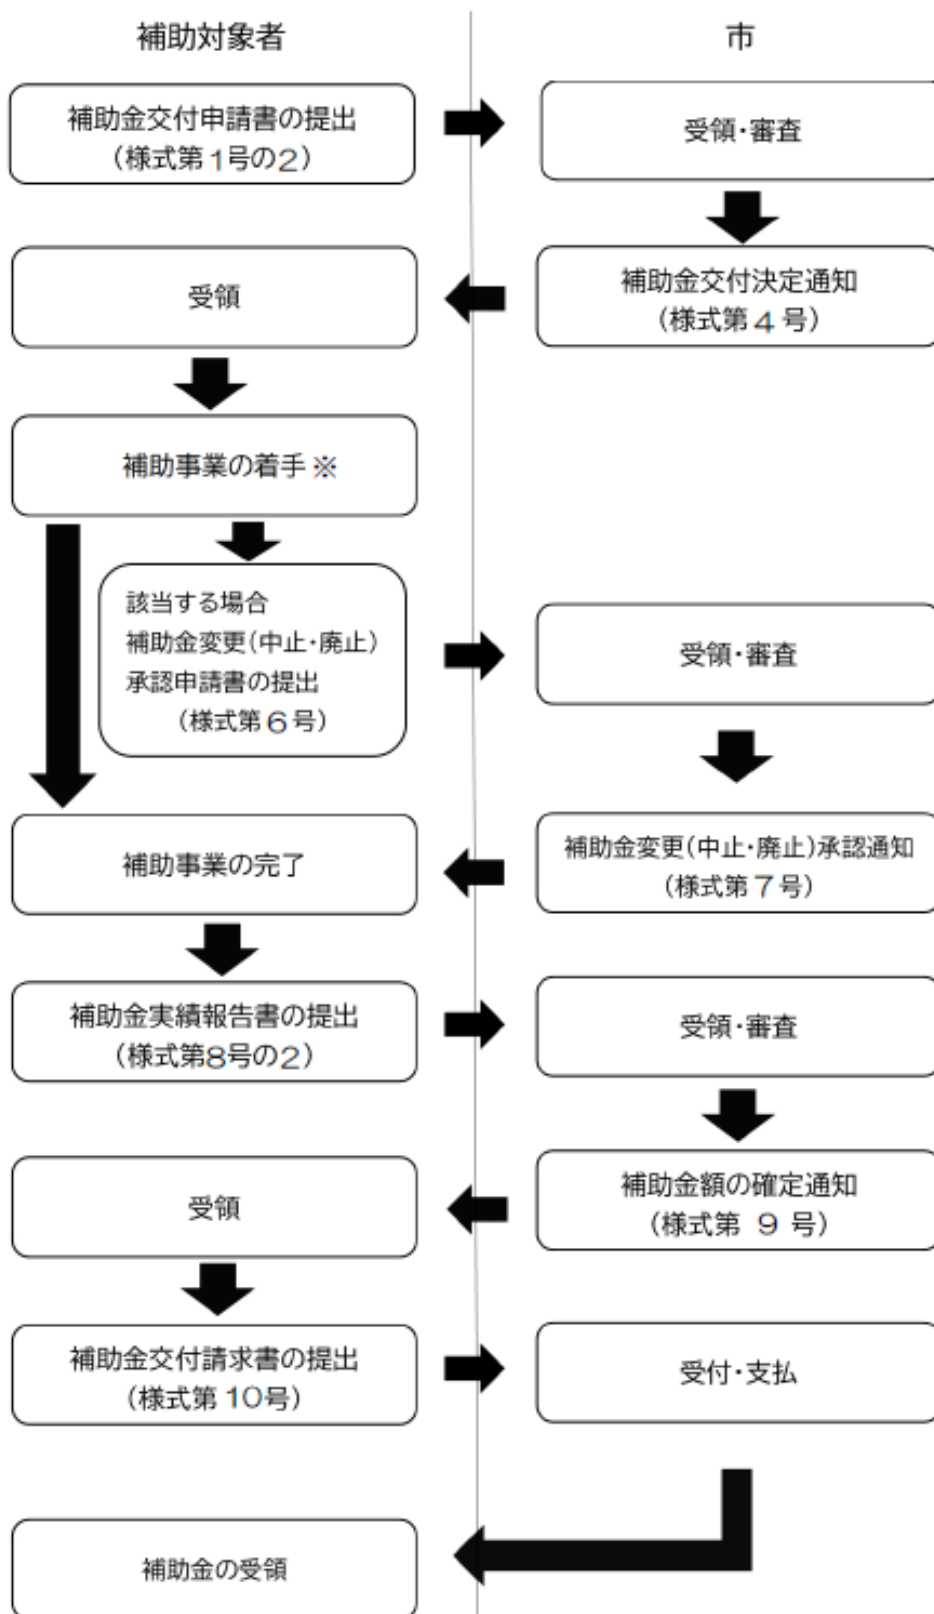 補助対象者
市
補助金交付申請書の提出
(様式第1号の2)
受領・審査
補助金交付決定通知
(様式第4号)
受領
補助事業の着手※
該当する場合
補助金変更(中止・廃止)
承認申請書の提出
(様式第6号)
受領・審査
補助金変更(中止・廃止)承認通知
(様式第7号)
補助事業の完了
補助金実績報告書の提出
(様式第8号の2)
受領・審査
補助金額の確定通知
(様式第 9 号)
受領
補助金交付請求書の提出
(様式第10号)
受付・支払
補助金の受領